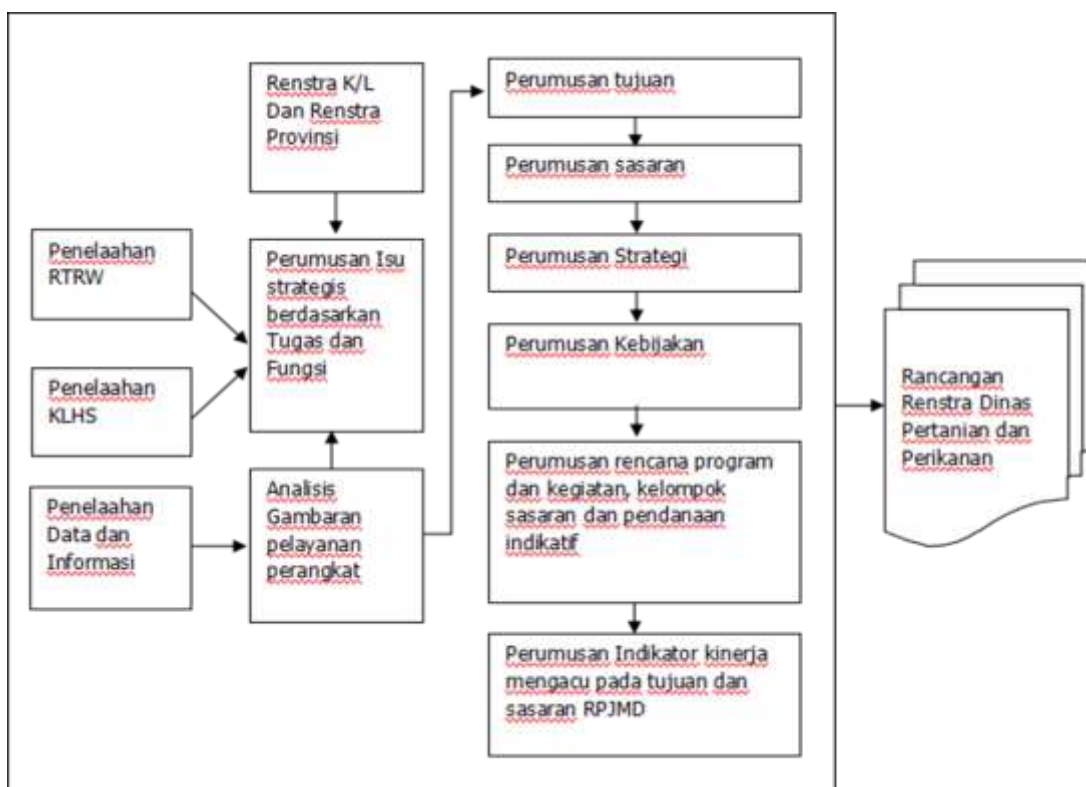 Renstra K/L
Dan Renstra
Provinsi
Penelaahan
RTRW
Penelaahan
KLHS
Penelaahan
Data dan
Informasi
Perumusan Isu
strategis
berdasarkan
Tugas dan
Fungsi
Analisis
Gambaran
pelayanan
perangkat
Perumusan tujuan
Perumusan sasaran
Perumusan Strategi
Perumusan Kebijakan
Perumusan rencana program
dan kegiatan, kelompok
sasaran dan pendanaan
indikatif
Perumusan Indikator kinerja
mengacu pada tujuan dan
sasaran RPJMD
Rancangan
Renstra Dinas
Pertanian dan
Perikanan